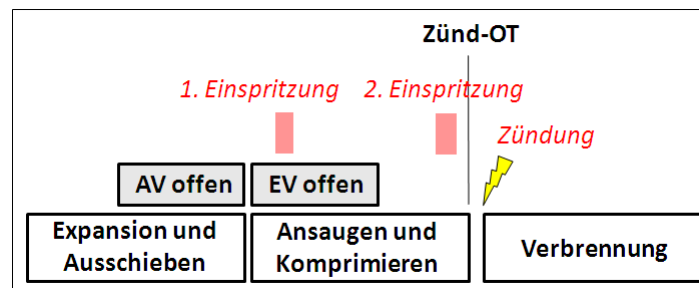 Zünd-OT
1. Einspritzung
2. Einspritzung
Zündung
AV offen
EV offen
Expansion und
Ausschieben
Ansaugen und
Komprimieren
Verbrennung